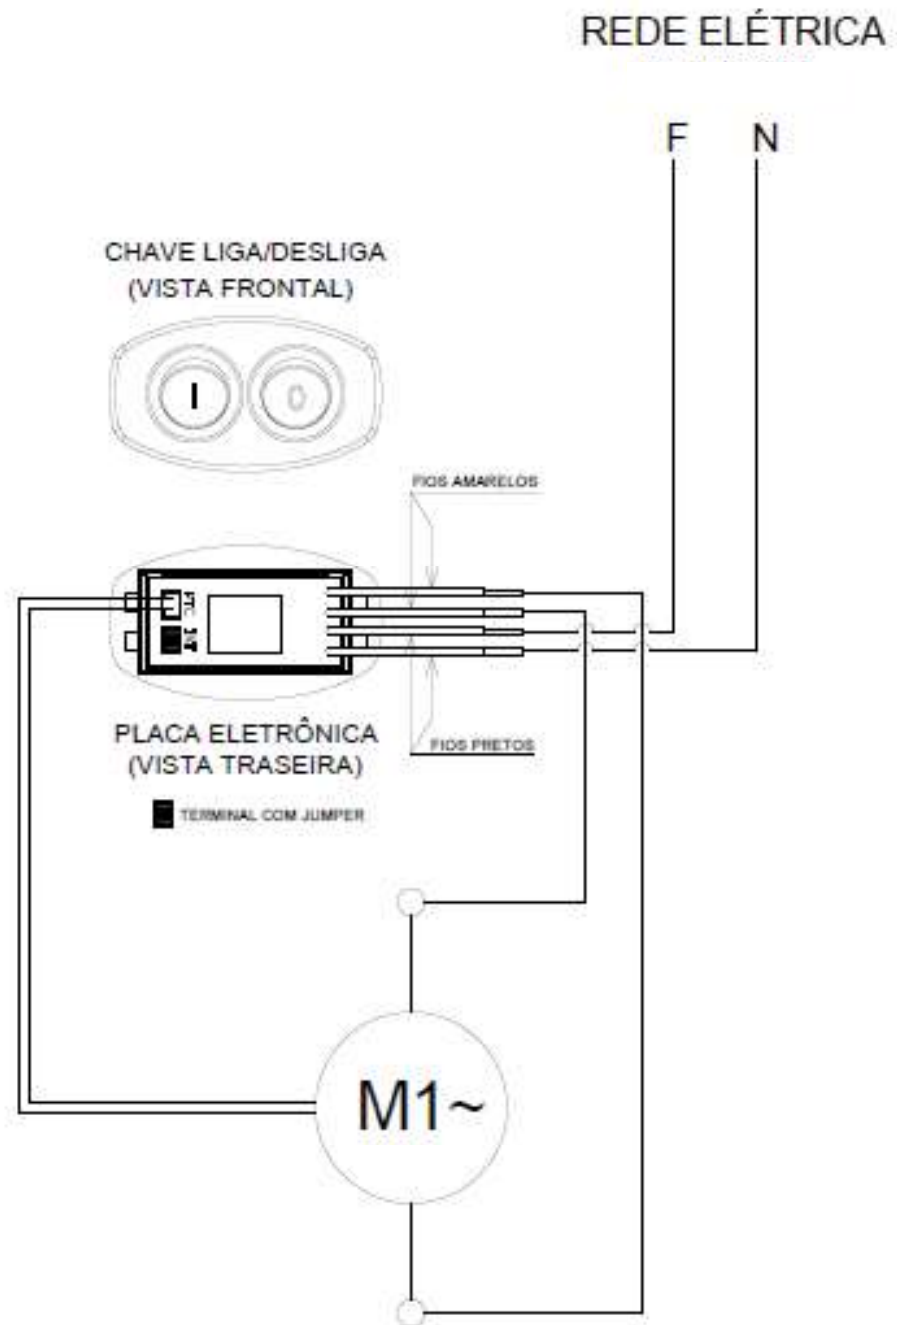 REDE ELÉTRICA
F N
CHAVE LIGA/DESLIGA
(VISTA FRONTAL)
I O
FIOS AMARELOS
PTC
PLACA ELETRÔNICA
(VISTA TRASEIRA)
FIOS PRETOS
TERMINAL COM JUMPER
M1~